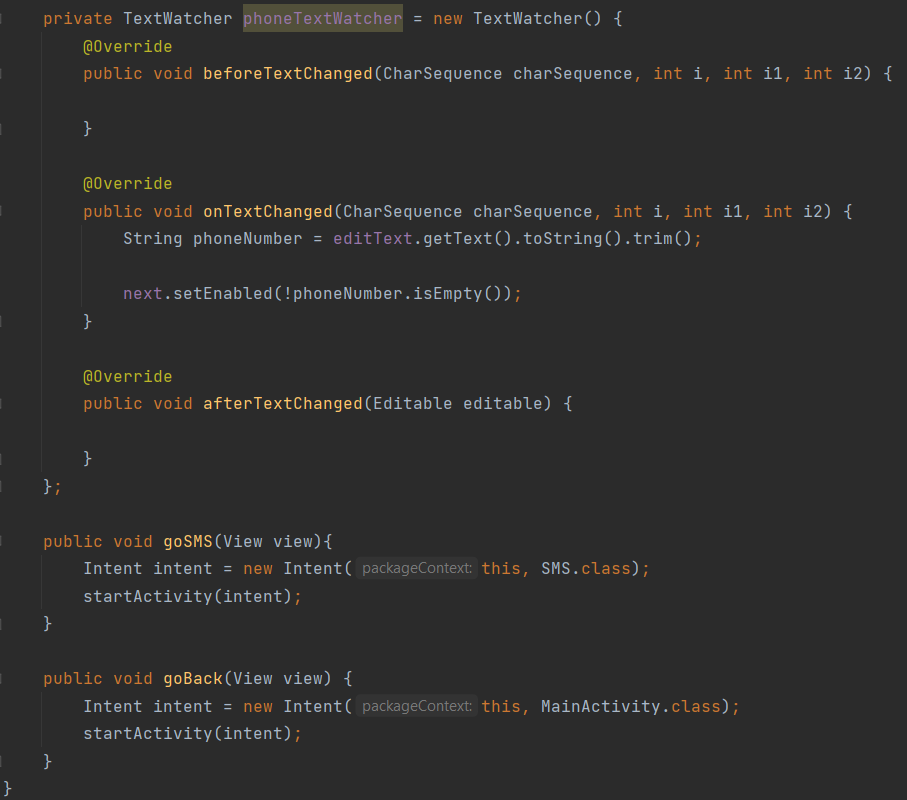 private TextWatcher phoneTextWatcher = new TextWatcher() {
@Override
public void beforeTextChanged(CharSequence charSequence, int i, int i1, int i2) {
}
@Override
public void onTextChanged(CharSequence charSequence, int i, int i1, int i2) {
String phoneNumber = editText.getText().toString().trim();
next.setEnabled(!phoneNumber.isEmpty());
}
@Override
public void afterTextChanged(Editable editable) {
}
};
public void goSMS(View view){
Intent intent = new Intent( packageContext: this, SMS.class);
startActivity(intent);
}
public void goBack(View view) {
Intent intent = new Intent( packageContext: this, MainActivity.class);
startActivity(intent);
}
}